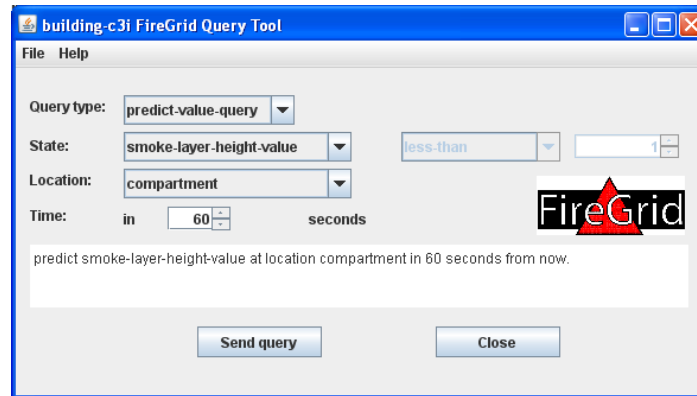 building-c3i FireGrid Query Tool
File Help
Query type: predict-value-query
State: smoke-layer-height-value less-than 1
Location: compartment
Time: in 60 seconds
FireGrid
predict smoke-layer-height-value at location compartment in 60 seconds from now.
Send query Close